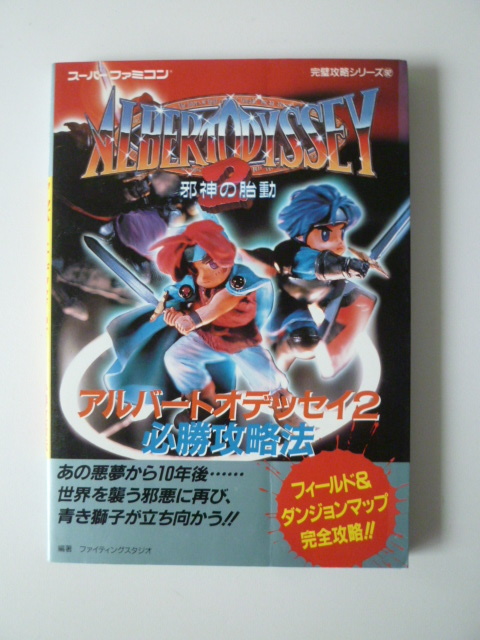 スーパーファミコン
完璧攻略シリーズ
ALBERT ODYSSEY
2
邪神の胎動
アルバートオデッセイ2
必勝攻略法
あの悪夢から10年後……
世界を襲う邪悪に再び、
青き獅子が立ち向かう!!
フィールド&
ダンジョンマップ
完全攻略!!
編著 ファイティングスタジオ